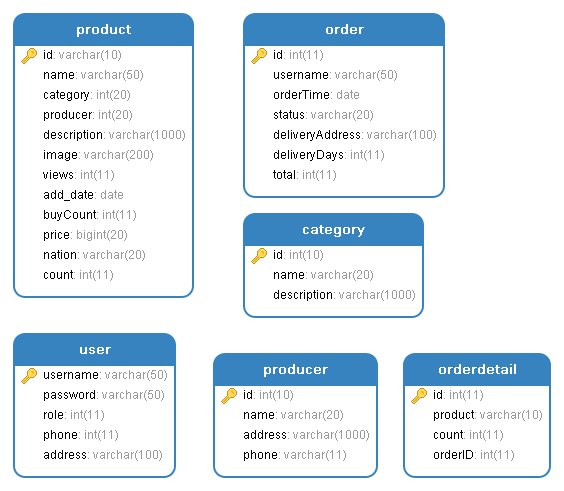 product
id: varchar(10)
name: varchar(50)
category: int(20)
producer: int(20)
description: varchar(1000)
image: varchar(200)
views: int(11)
add_date: date
buyCount: int(11)
price: bigint(20)
nation: varchar(20)
count: int(11)
order
id: int(11)
username: varchar(50)
orderTime: date
status: varchar(20)
deliveryAddress: varchar(100)
deliveryDays: int(11)
total: int(11)
category
id: int(10)
name: varchar(20)
description: varchar(1000)
user
username: varchar(50)
password: varchar(50)
role: int(11)
phone: int(11)
address: varchar(100)
producer
id: int(10)
name: varchar(20)
address: varchar(1000)
phone: varchar(11)
orderdetail
id: int(11)
product: varchar(10)
count: int(11)
orderID: int(11)